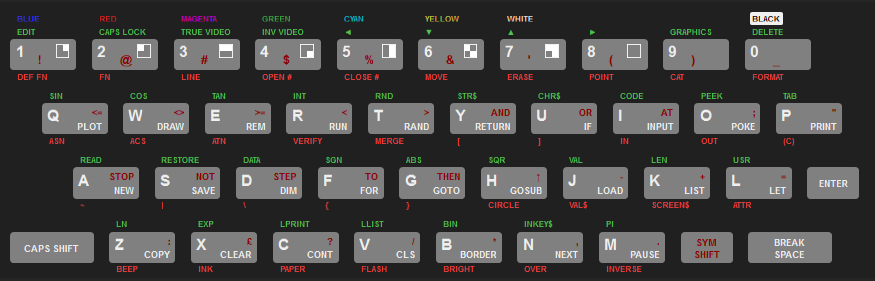 BLUE RED MAGENTA GREEN CYAN YELLOW WHITE BLACK
EDIT CAPS LOCK TRUE VIDEO INV VIDEO ◄ ▼ ▲ ► GRAPHICS DELETE
1 ! 2 @ 3 # 4 $ 5 % 6 & 7 ' 8 ( 9 ) 0 _
DEF FN FN LINE OPEN # CLOSE # MOVE ERASE POINT CAT FORMAT
SIN COS TAN INT RND STR$ CHR$ CODE PEEK TAB
Q <= W <> E >= R < T > Y AND U OR I AT O ; P "
PLOT DRAW REM RUN RAND RETURN IF INPUT POKE PRINT
ASN ACS ATN VERIFY MERGE [ ] IN OUT (C)
READ RESTORE DATA SGN ABS SQR VAL LEN USR
A STOP S NOT D STEP F TO G THEN H ↑ J - K + L =
NEW SAVE DIM FOR GOTO GOSUB LOAD LIST LET ENTER
~ | \ { } CIRCLE VAL$ SCREEN$ ATTR
LN EXP LPRINT LLIST BIN INKEY$ PI
CAPS SHIFT Z : X £ C ? V / B * N , M . SYM SHIFT BREAK SPACE
COPY CLEAR CONT CLS BORDER NEXT PAUSE
BEEP INK PAPER FLASH BRIGHT OVER INVERSE